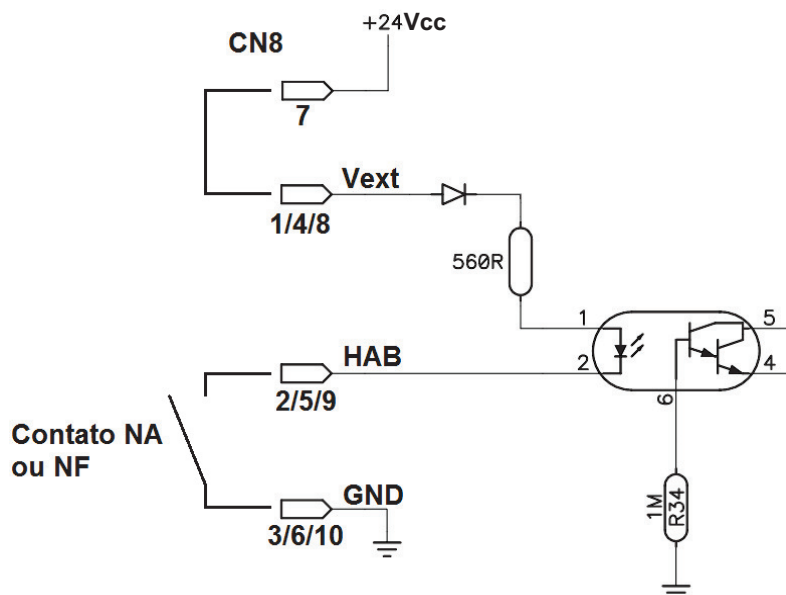 +24Vcc
CN8
7
Vext
1/4/8
560R
1
5
HAB
2
4
2/5/9
6
Contato NA
ou NF
GND
1M
R34
3/6/10